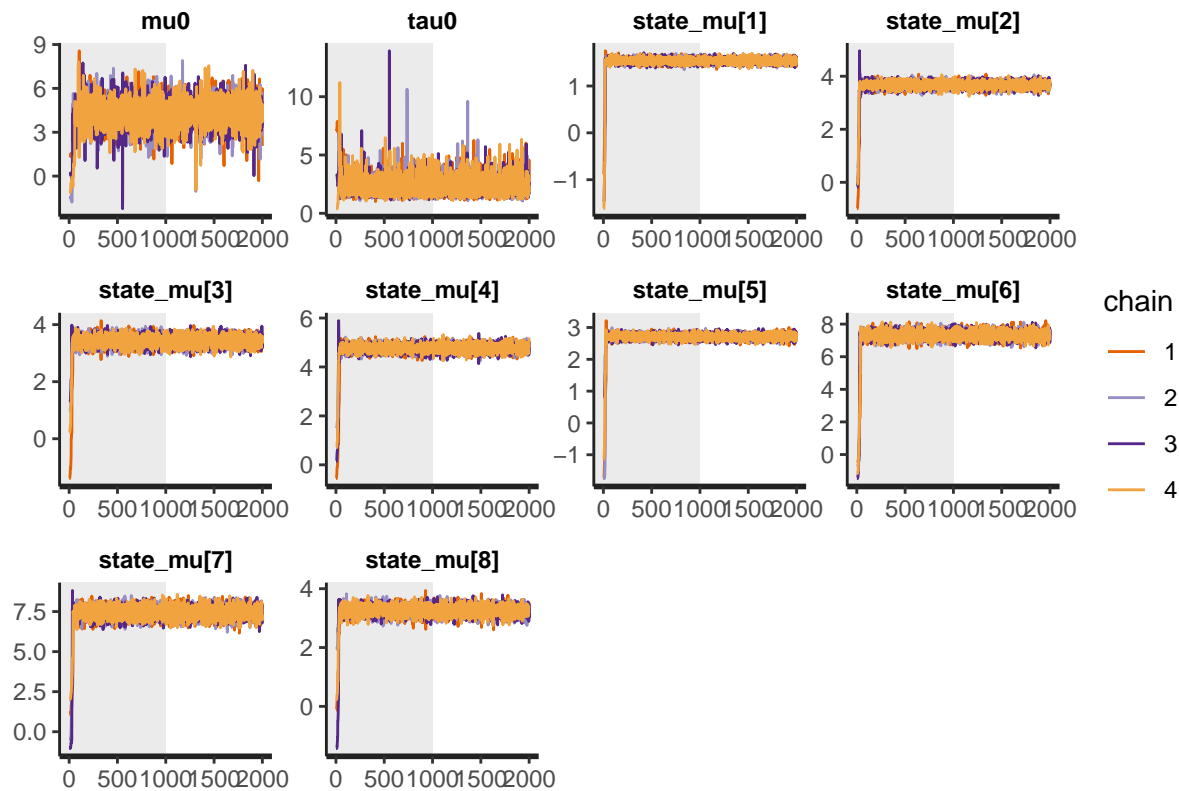 mu0 tau0 state_mu[1] state_mu[2]
9 6 3 0
10 5 0
1 0 −1
4 2 0
0 500 1000 1500 2000 0 500 1000 1500 2000 0 500 1000 1500 2000 0 500 1000 1500 2000
state_mu[3] state_mu[4] state_mu[5] state_mu[6]
4 2 0
6 4 2 0
3 2 1 0 −1
8 6 4 2 0
0 500 1000 1500 2000 0 500 1000 1500 2000 0 500 1000 1500 2000 0 500 1000 1500 2000
state_mu[7] state_mu[8]
7.5 5.0 2.5 0.0
4 2 0
0 500 1000 1500 2000 0 500 1000 1500 2000
chain
1
2
3
4